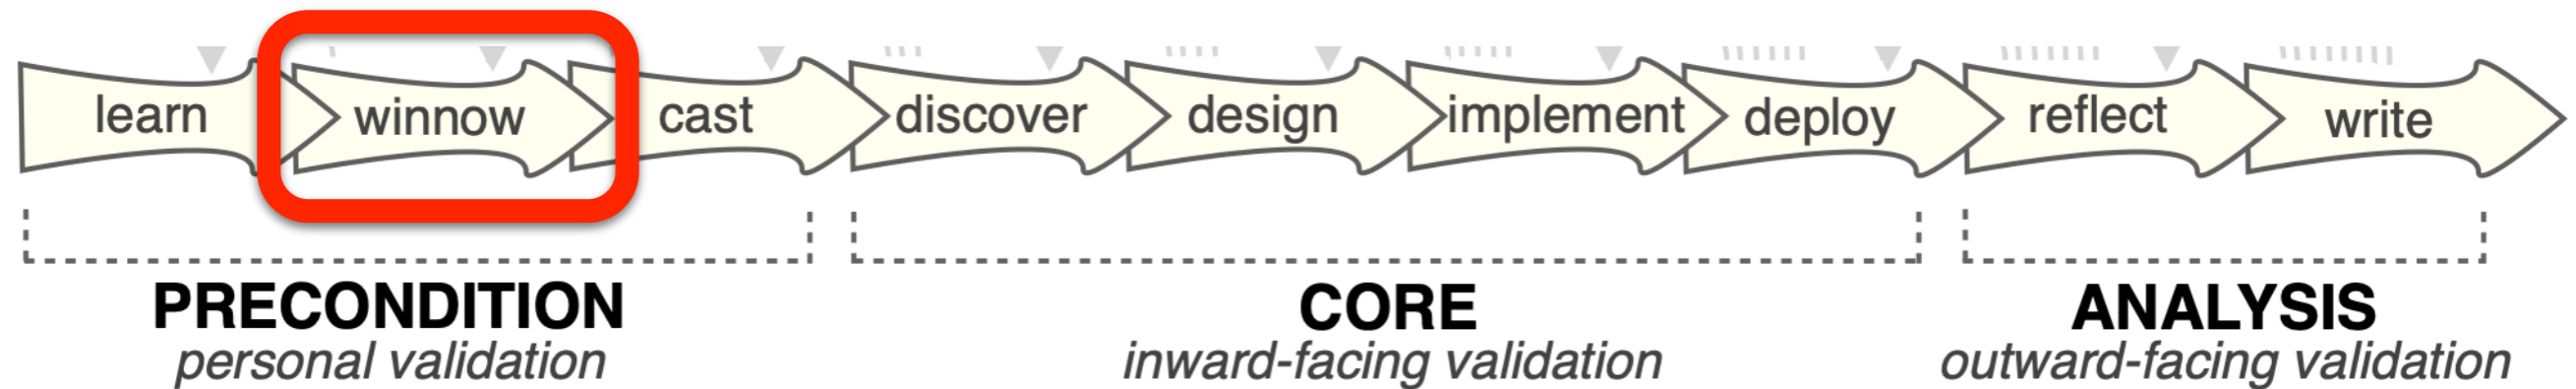 learn winnow cast discover design implement deploy reflect write
PRECONDITION CORE ANALYSIS
personal validation inward-facing validation outward-facing validation